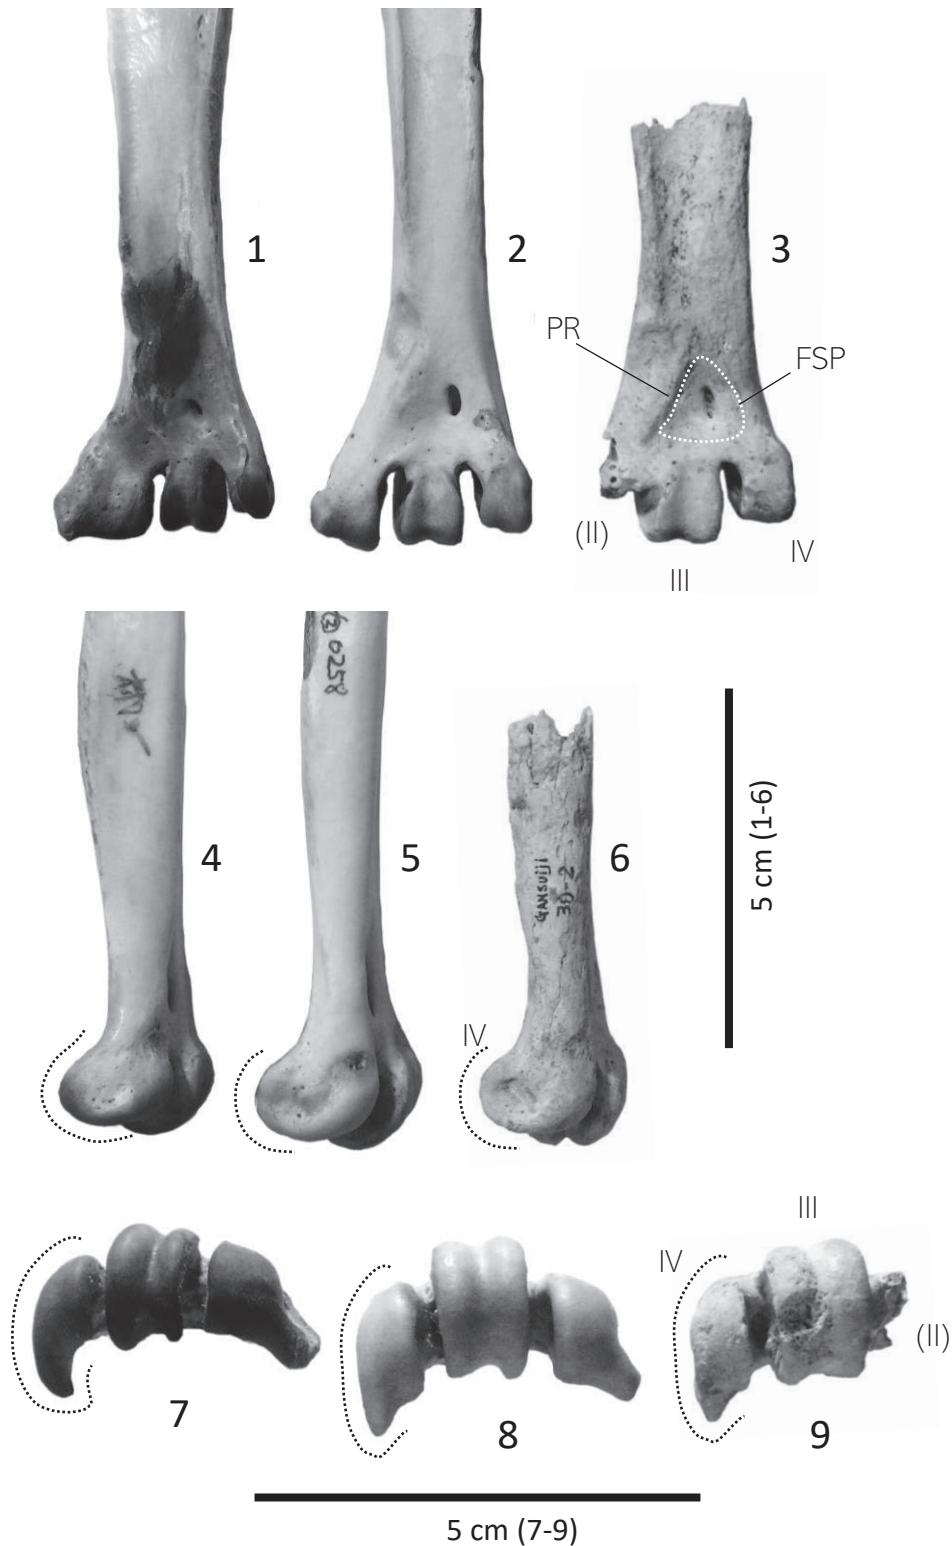 1
2
3
PR
FSP
(II)
III
IV
③0258
4
5
6
GANSUIJI
30-2
5 cm (1-6)
IV
III
IV
(II)
7
8
9
5 cm (7-9)